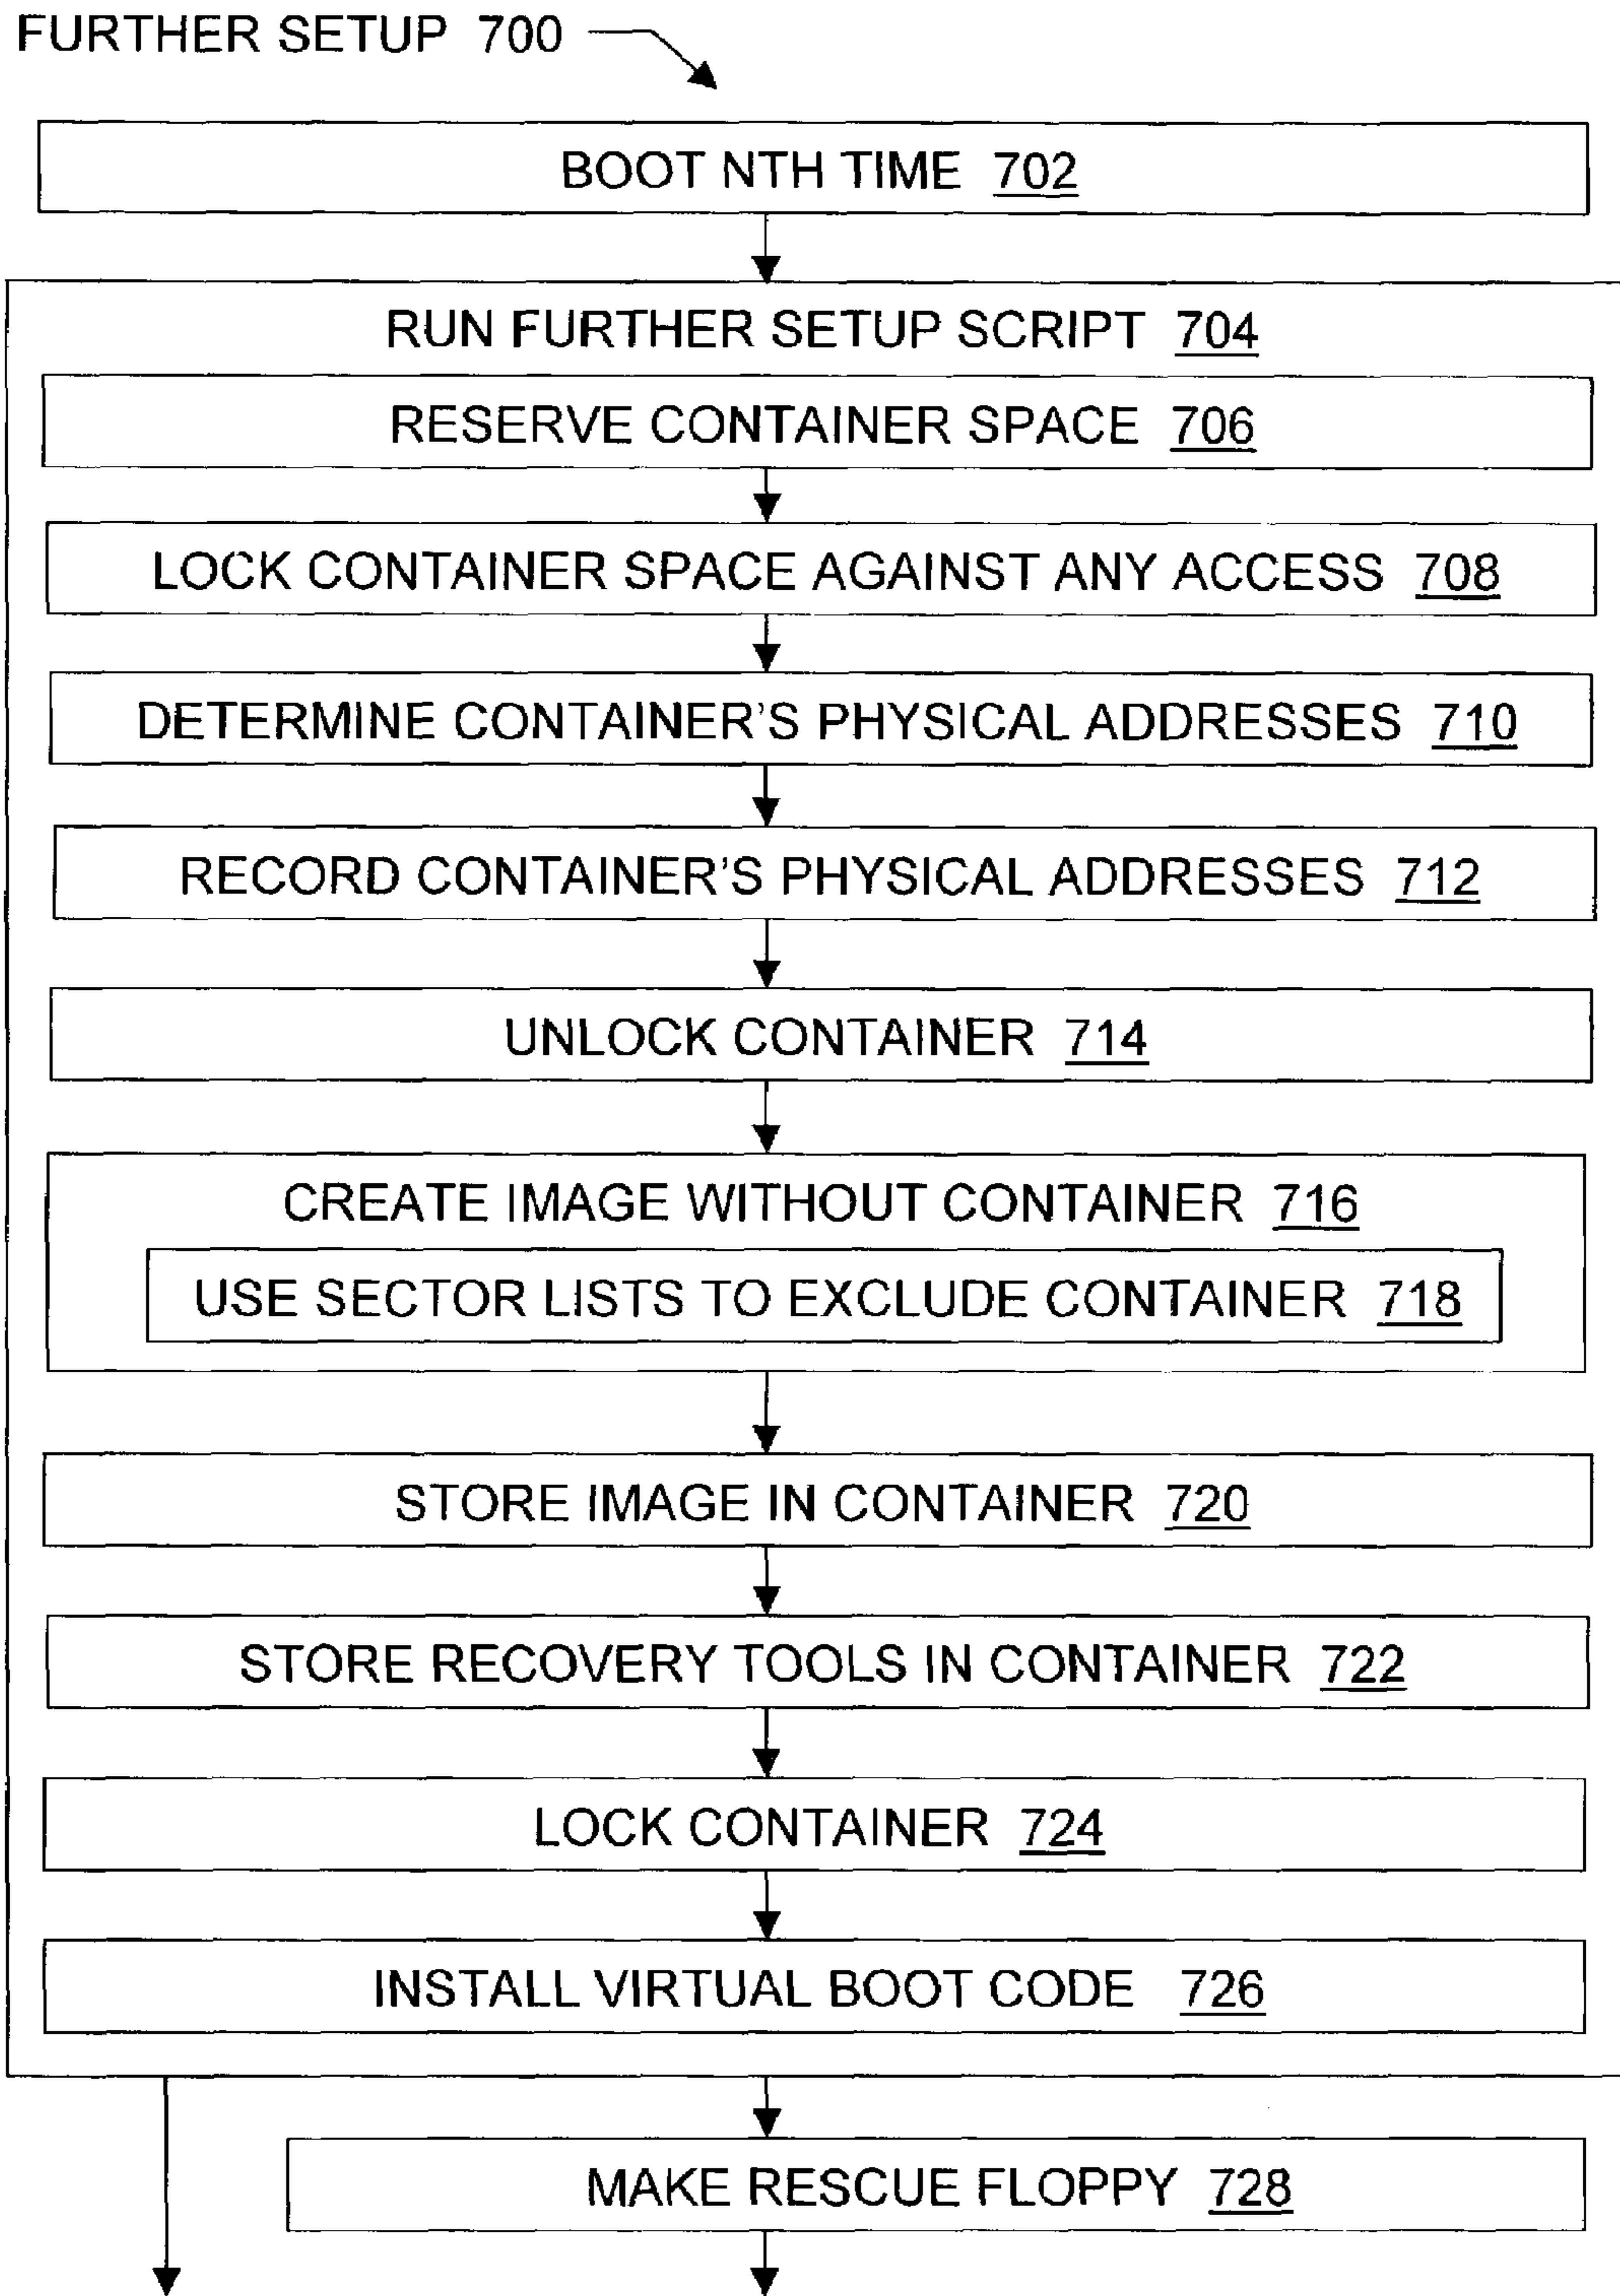 FURTHER SETUP 700
BOOT NTH TIME 702
RUN FURTHER SETUP SCRIPT 704
RESERVE CONTAINER SPACE 706
LOCK CONTAINER SPACE AGAINST ANY ACCESS 708
DETERMINE CONTAINER'S PHYSICAL ADDRESSES 710
RECORD CONTAINER'S PHYSICAL ADDRESSES 712
UNLOCK CONTAINER 714
CREATE IMAGE WITHOUT CONTAINER 716
USE SECTOR LISTS TO EXCLUDE CONTAINER 718
STORE IMAGE IN CONTAINER 720
STORE RECOVERY TOOLS IN CONTAINER 722
LOCK CONTAINER 724
INSTALL VIRTUAL BOOT CODE 726
MAKE RESCUE FLOPPY 728